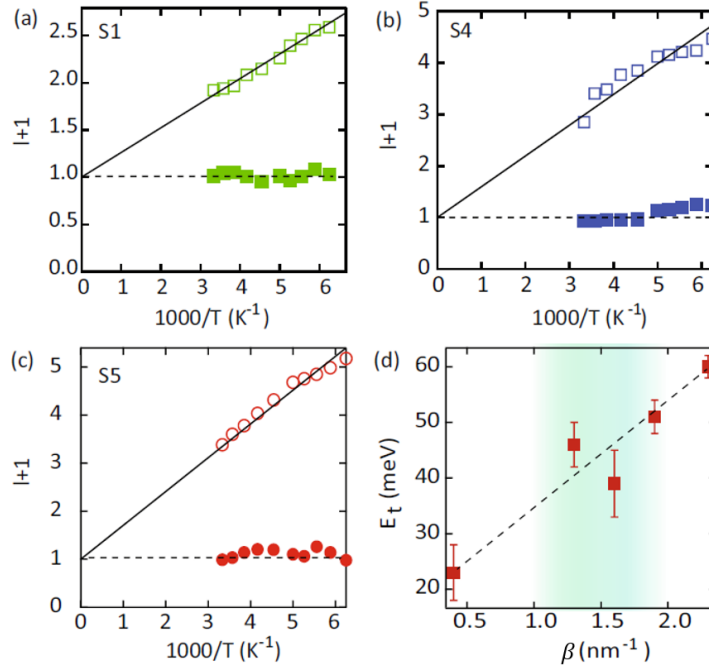 (a)
S1
2.5
2.0
1.5
1.0
0.5
0.0
I+1
0 1 2 3 4 5 6
1000/T (K⁻¹)
(b)
S4
5
4
3
2
1
0
I+1
0 1 2 3 4 5 6
1000/T (K⁻¹)
(c)
S5
5
4
3
2
1
0
I+1
0 1 2 3 4 5 6
1000/T (K⁻¹)
(d)
60
50
40
30
20
Eₜ (meV)
0.5 1.0 1.5 2.0
β (nm⁻¹)